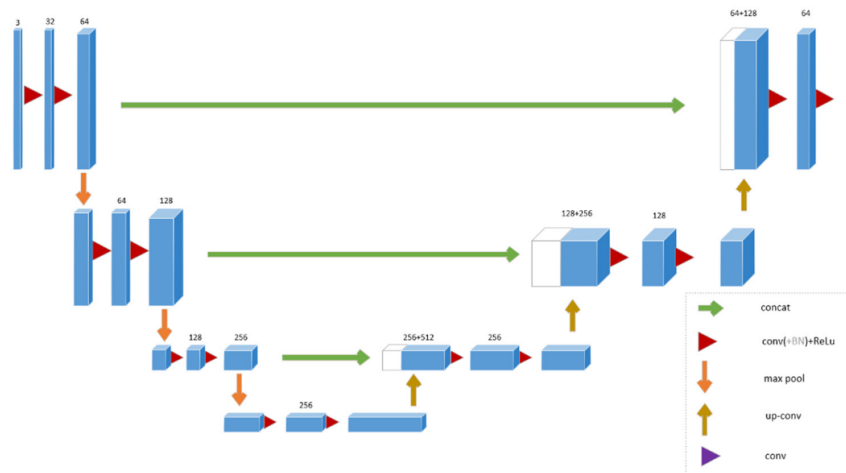 3
32
64
64+128
64
64
128
128+256
128
128
256
256+512
256
256
concat
conv(+BN)+ReLu
max pool
up-conv
conv